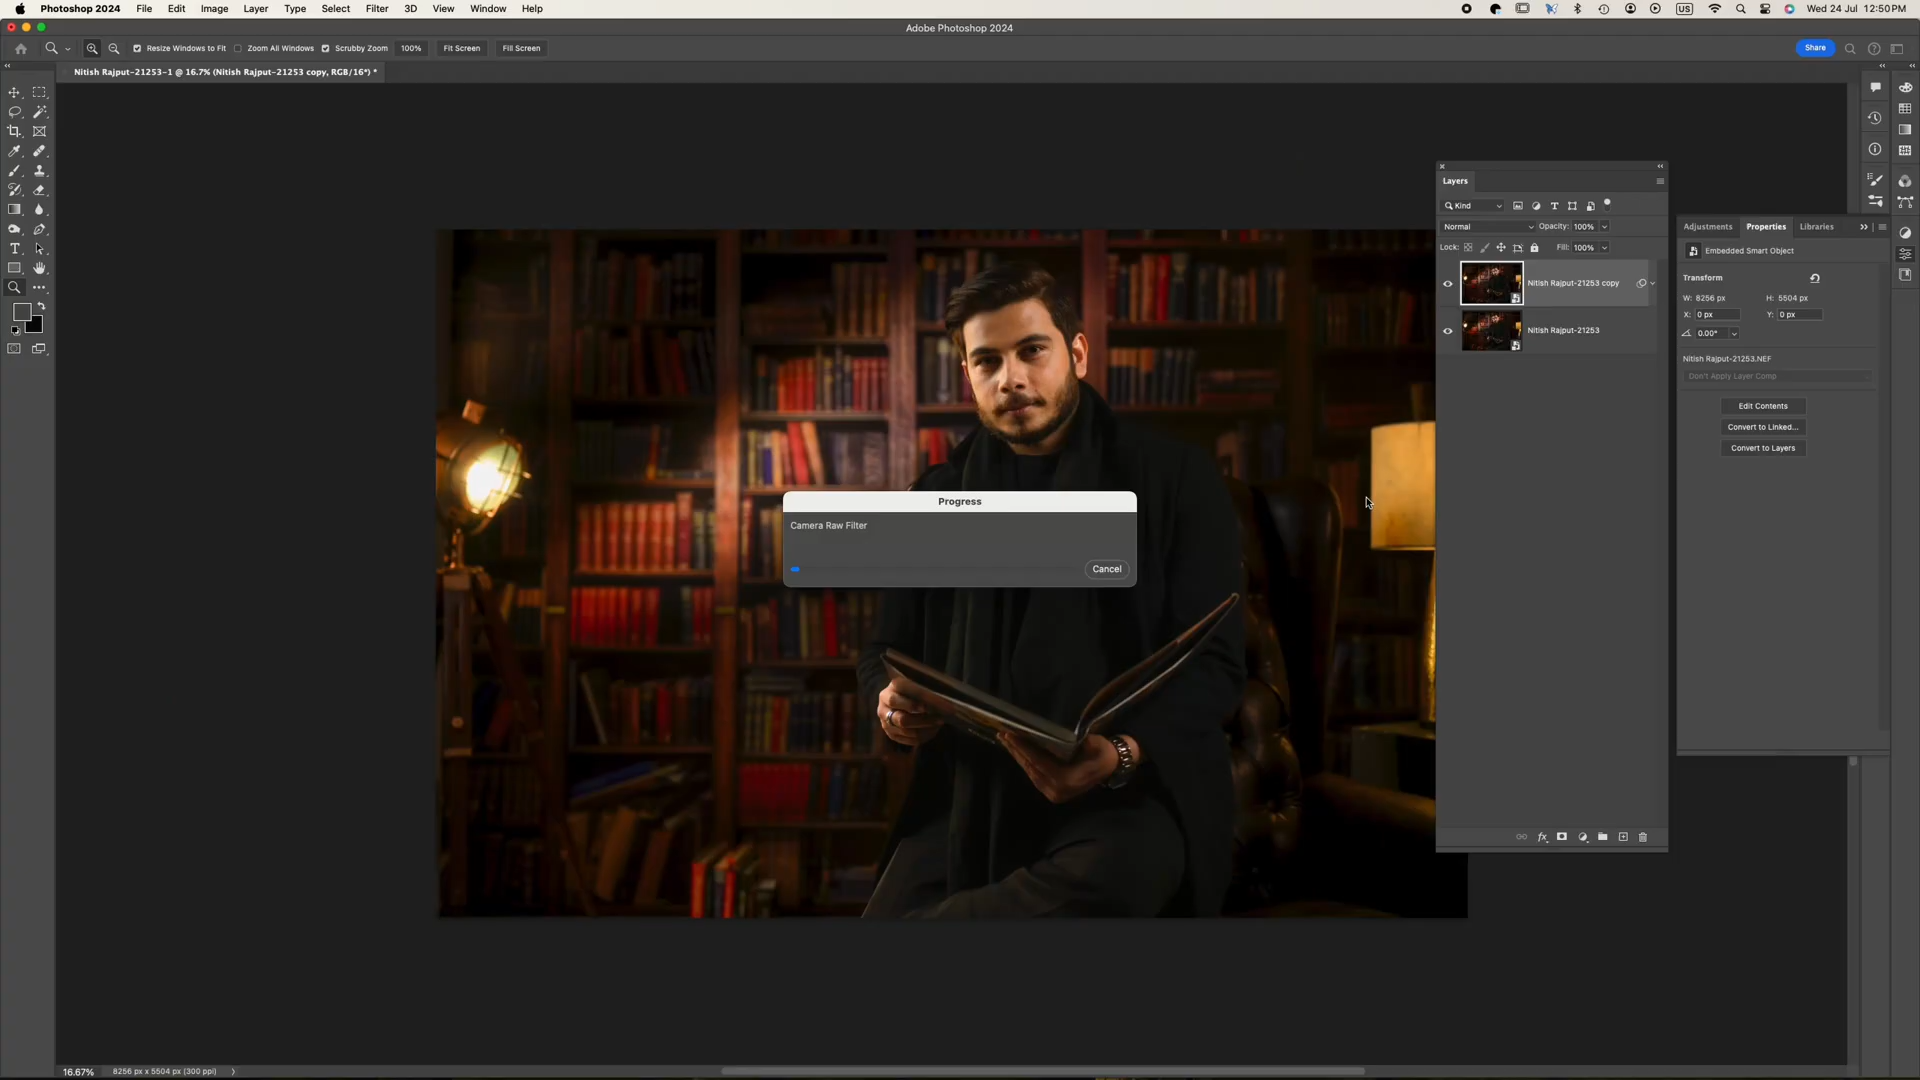 Photoshop 2024 File Edit Image Layer Type Select Filter 3D View Window Help US Wed 24 Jul 12:50 PM
Adobe Photoshop 2024
Resize Windows to Fit Zoom All Windows Scrubby Zoom 100% Fit Screen Fill Screen Share
Nitish Rajput-21253-1 @ 16.7% (Nitish Rajput-21253 copy, RGB/16*) *
Layers
Kind
Normal Opacity: 100%
Lock: Fill: 100%
Nitish Rajput-21253 copy
Nitish Rajput-21253
Adjustments Properties Libraries
Embedded Smart Object
Transform
W: 8256 px H: 5504 px
X: 0 px Y: 0 px
0.00°
Nitish Rajput-21253.NEF
Don't Apply Layer Comp
Edit Contents
Convert to Linked...
Convert to Layers
Progress
Camera Raw Filter
Cancel
16.67% 8256 px x 5504 px (300 ppi)